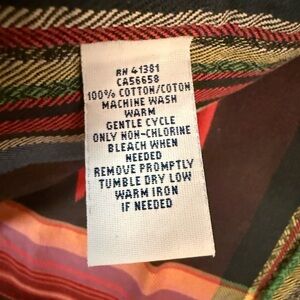 RN 41381
CA56658
100% COTTON/COTON
MACHINE WASH
WARM
GENTLE CYCLE
ONLY NON-CHLORINE
BLEACH WHEN
NEEDED
REMOVE PROMPTLY
TUMBLE DRY LOW
WARM IRON
IF NEEDED